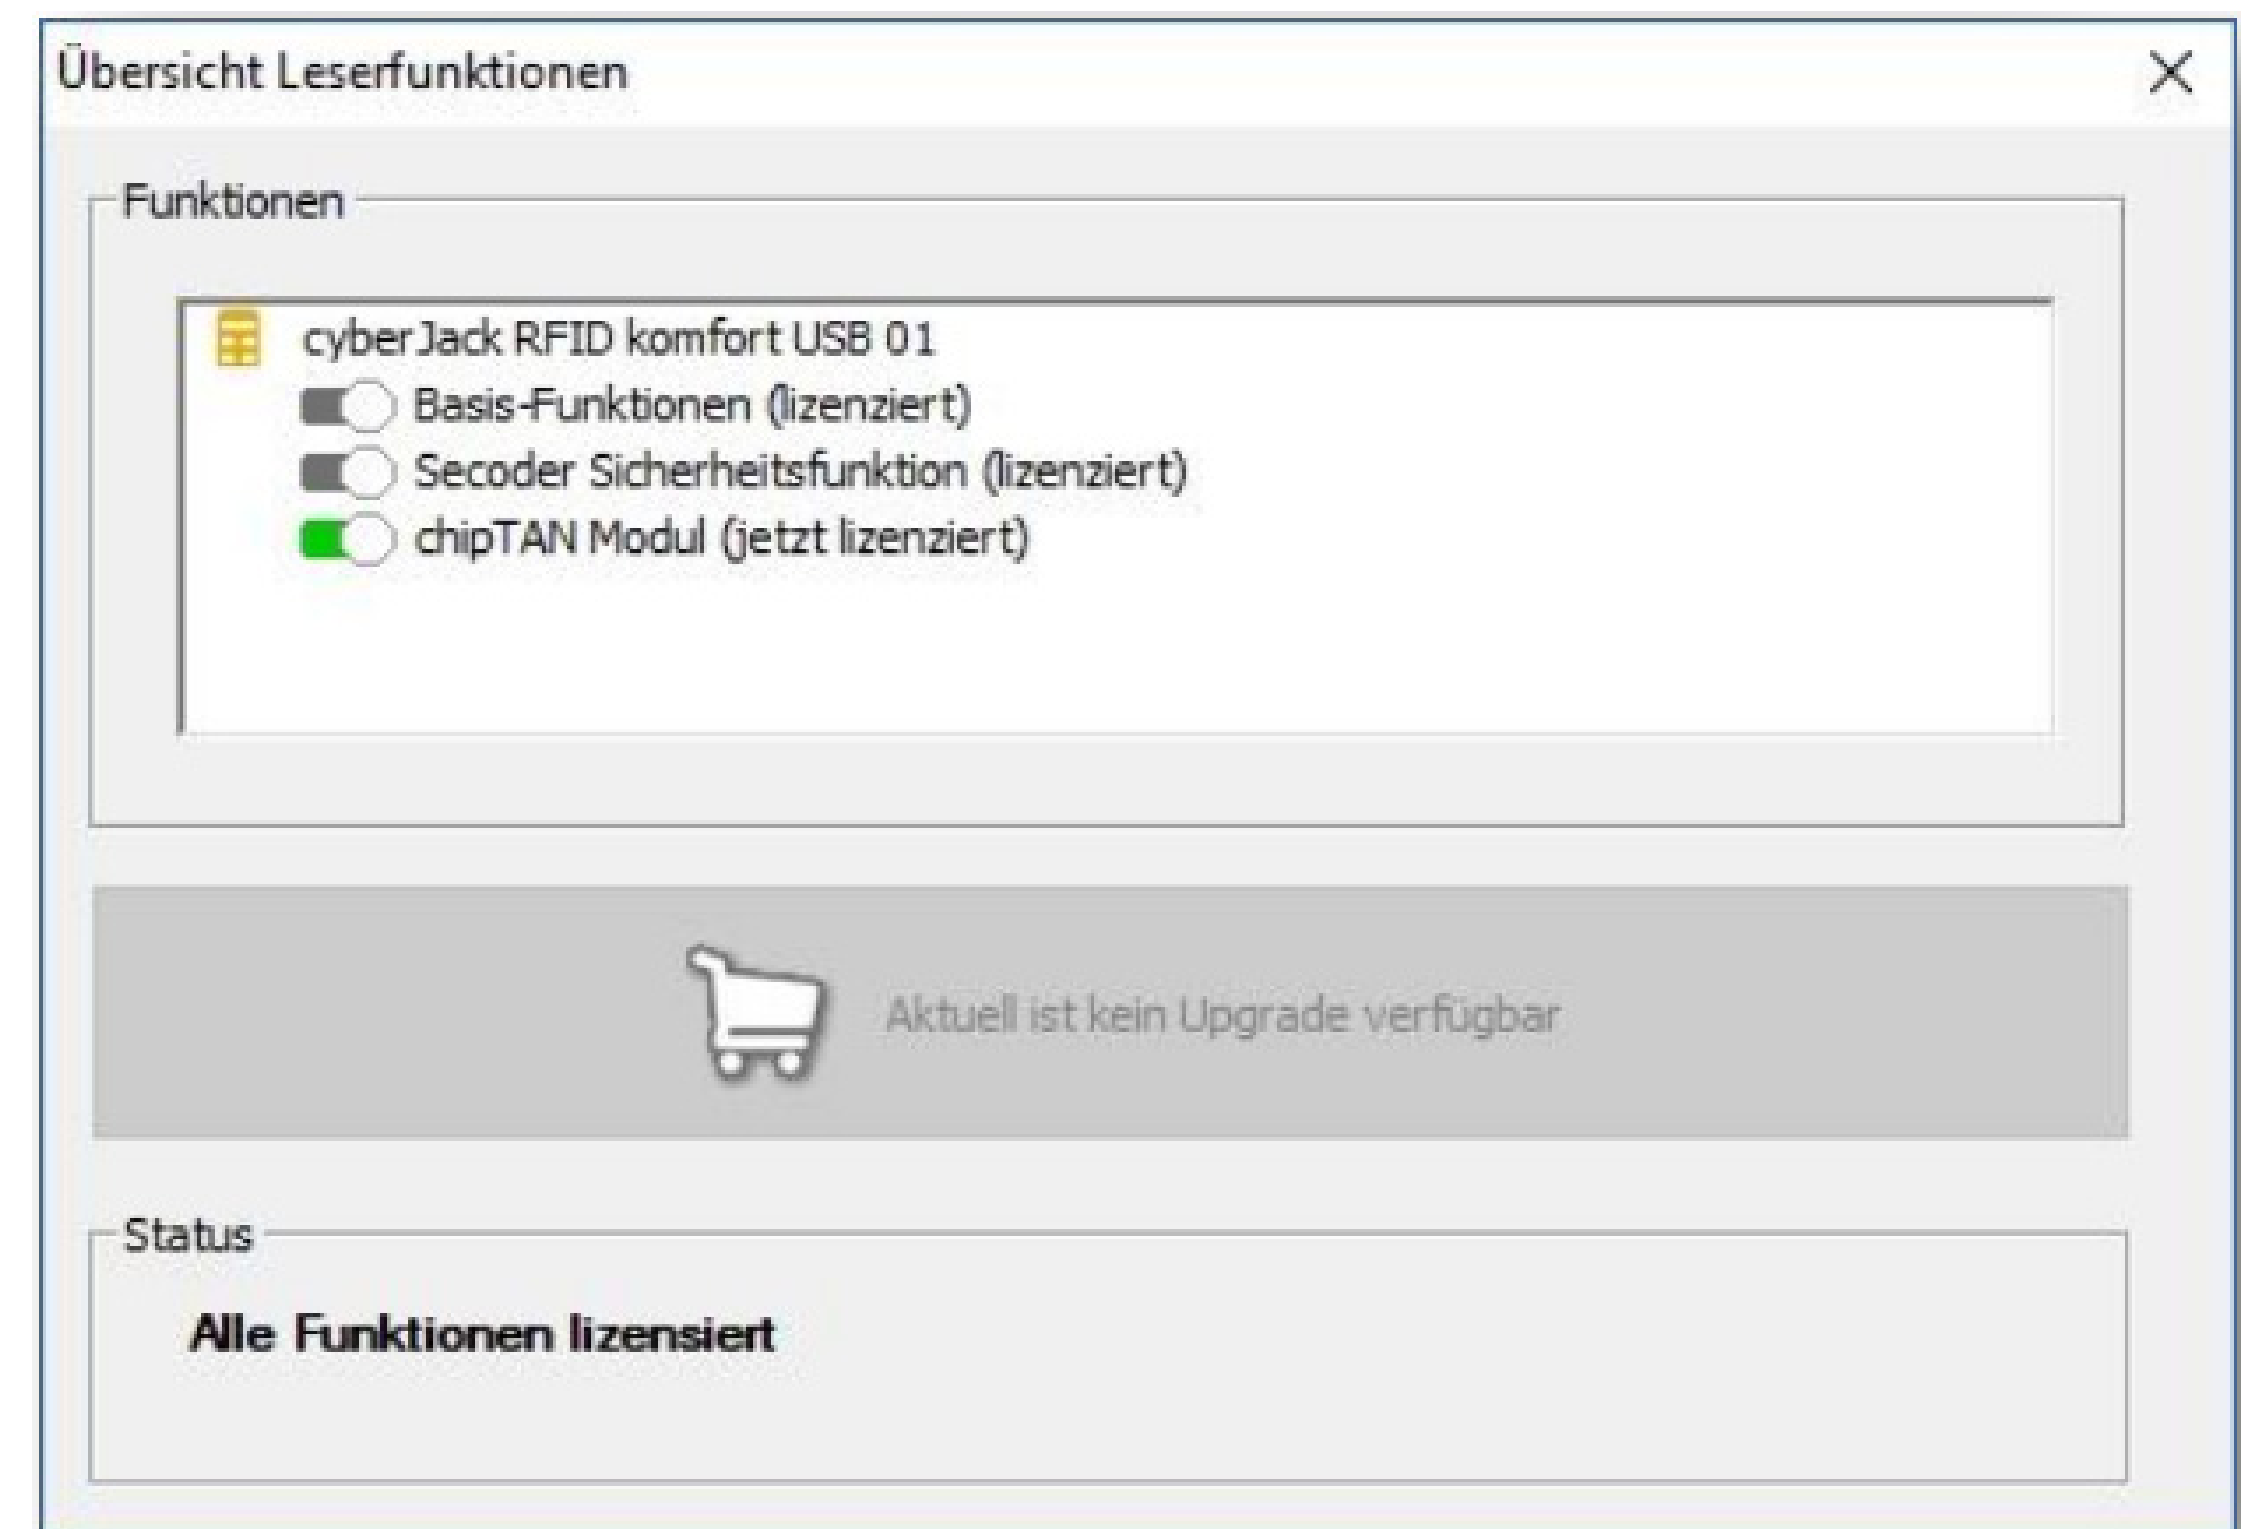 Übersicht Leserfunktionen
Funktionen
cyberJack RFID komfort USB 01
Basis-Funktionen (lizenziert)
Secoder Sicherheitsfunktion (lizenziert)
chipTAN Modul (jetzt lizenziert)
Aktuell ist kein Upgrade verfügbar
Status
Alle Funktionen lizensiert